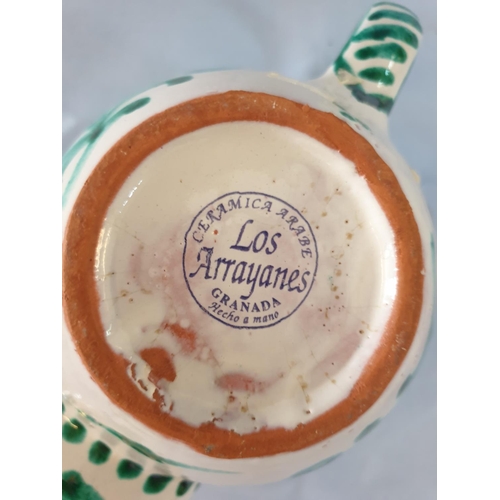 CERAMICA ARABE
Los
Arrayanes
GRANADA
Hecho a mano